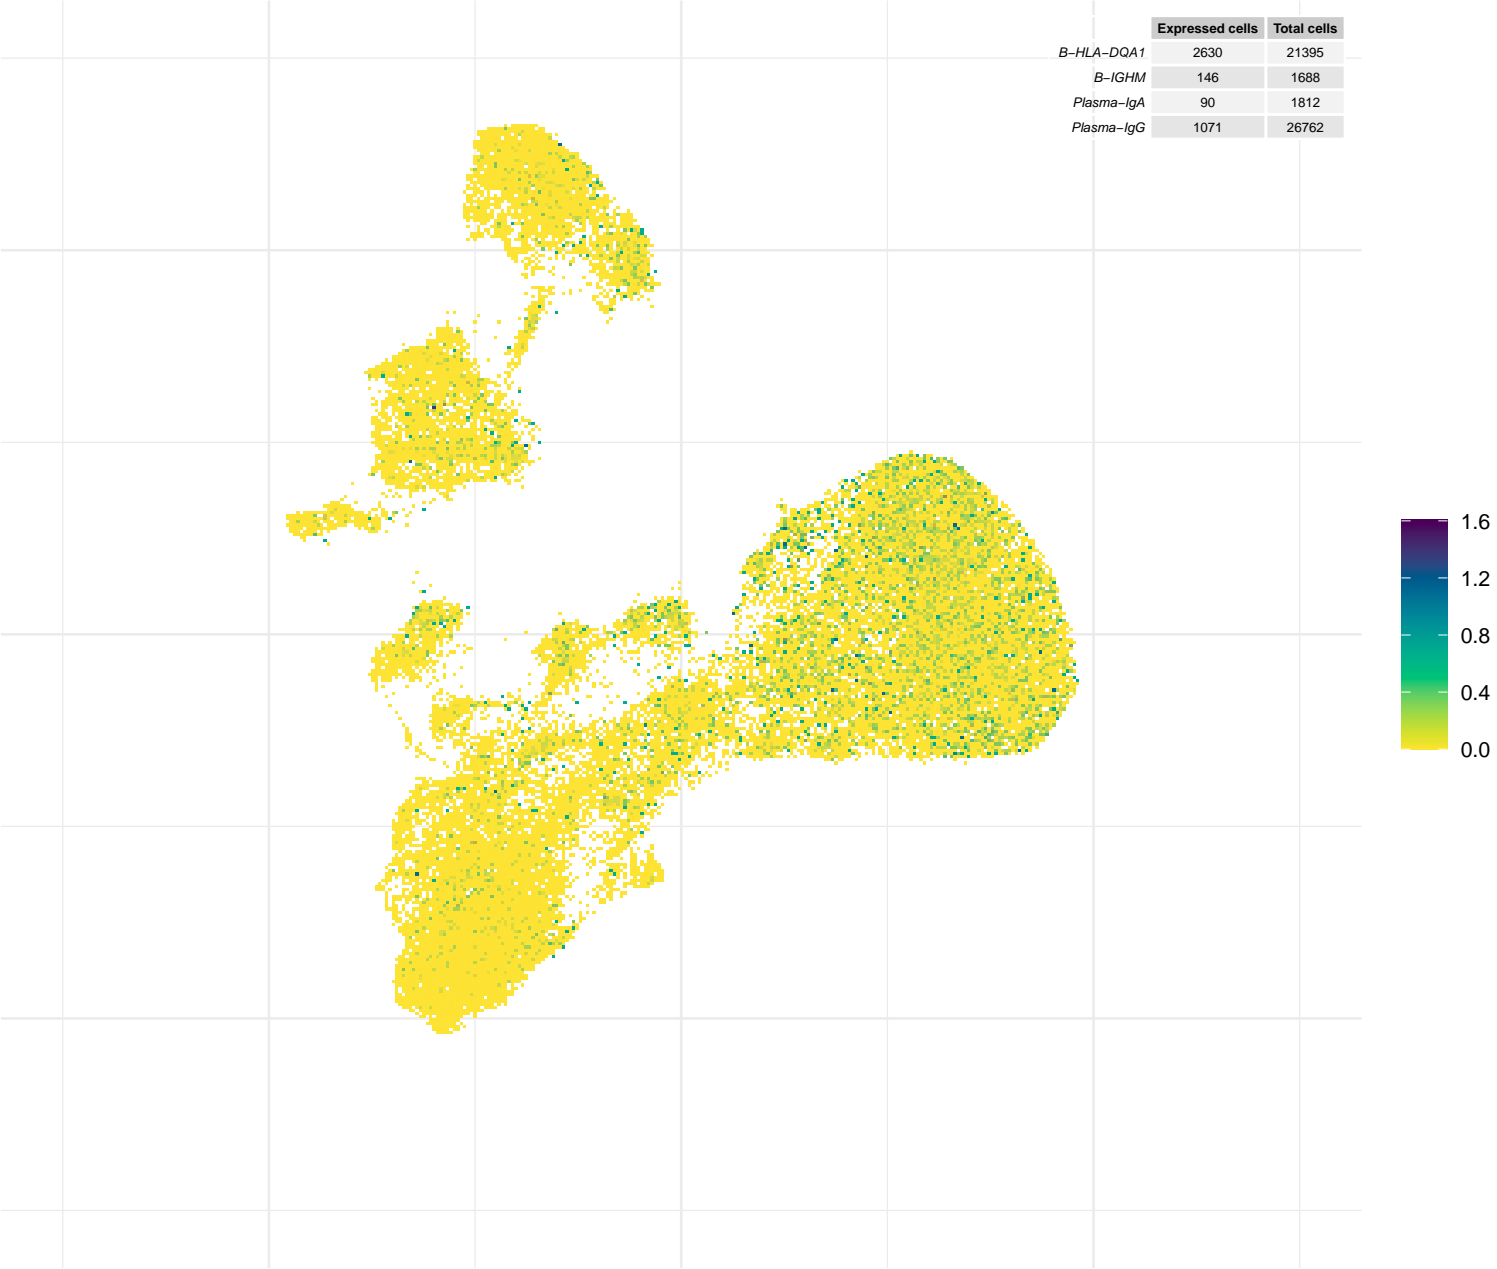 Expressed cells Total cells
B−HLA−DQA1 2630 21395
B−IGHM 146 1688
Plasma−IgA 90 1812
Plasma−IgG 1071 26762
1.6
1.2
0.8
0.4
0.0